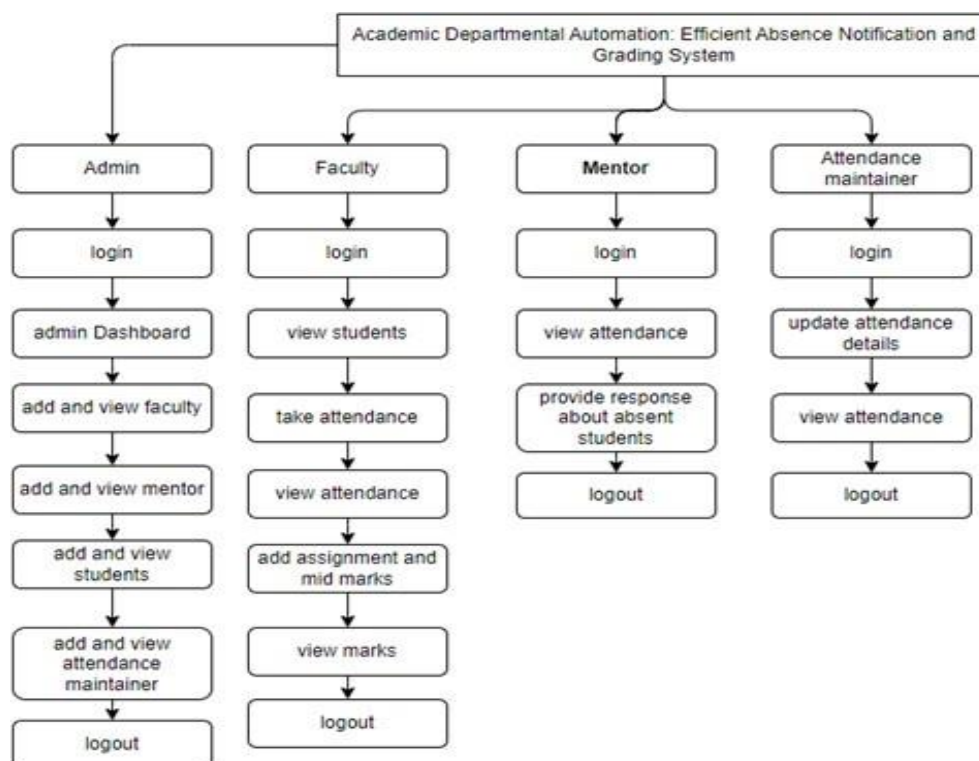 Academic Departmental Automation: Efficient Absence Notification and
Grading System
Admin
login
admin Dashboard
add and view faculty
add and view mentor
add and view
students
add and view
attendance
maintainer
logout
Faculty
login
view students
take attendance
view attendance
add assignment and
mid marks
view marks
logout
Mentor
login
view attendance
provide response
about absent
students
logout
Attendance
maintainer
login
update attendance
details
view attendance
logout